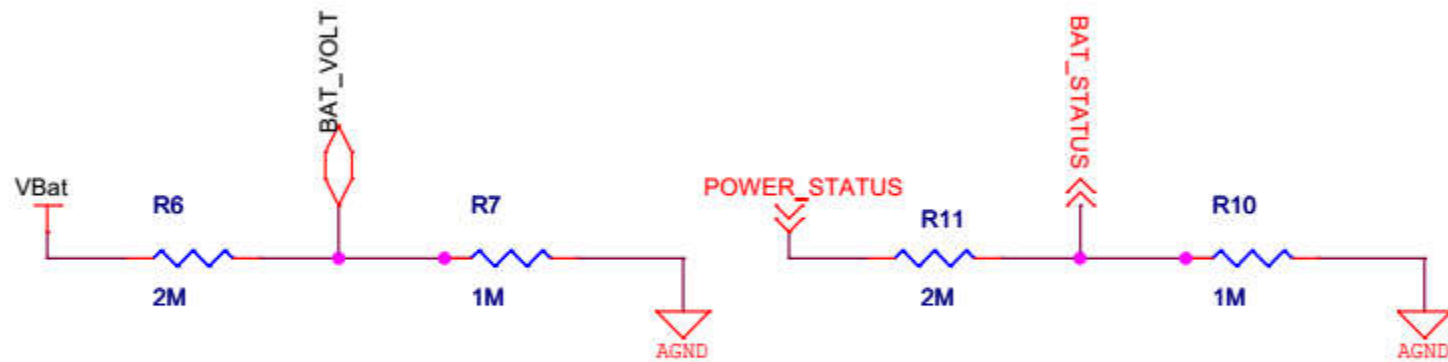 BAT_VOLT
BAT_STATUS
VBat
POWER_STATUS
R6
R7
R11
R10
2M
1M
2M
1M
AGND
AGND